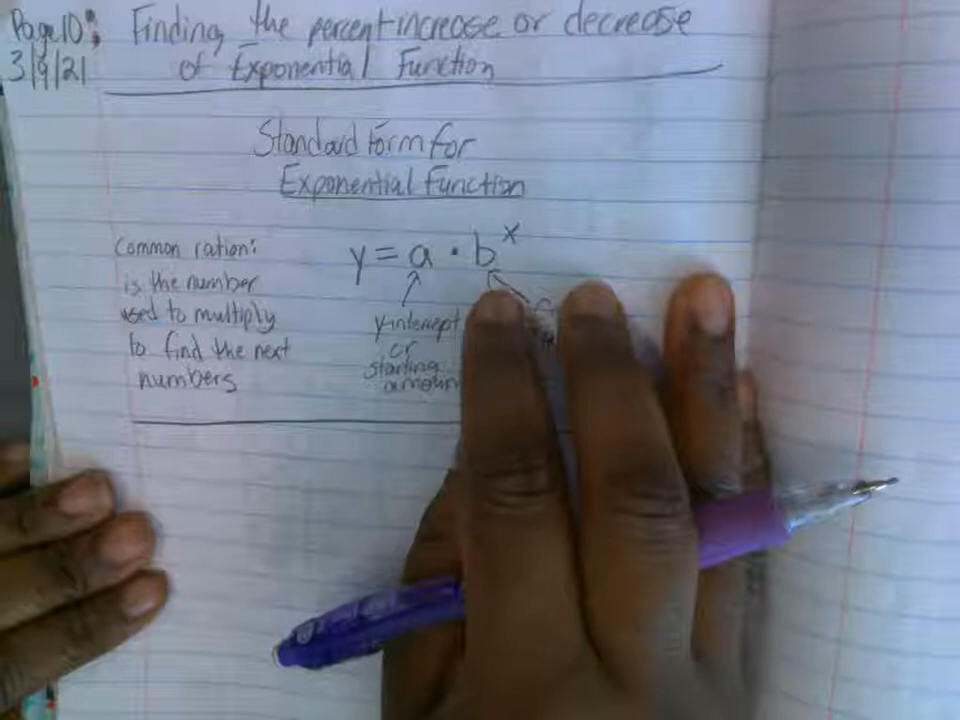 Page 10: Finding the percent increase or decrease
3/9/21 of Exponential Function
Standard Form for
Exponential Function
Common ration:
is the number
used to multiply
to find the next
numbers
y = a · b^x
y-intercept
or
starting